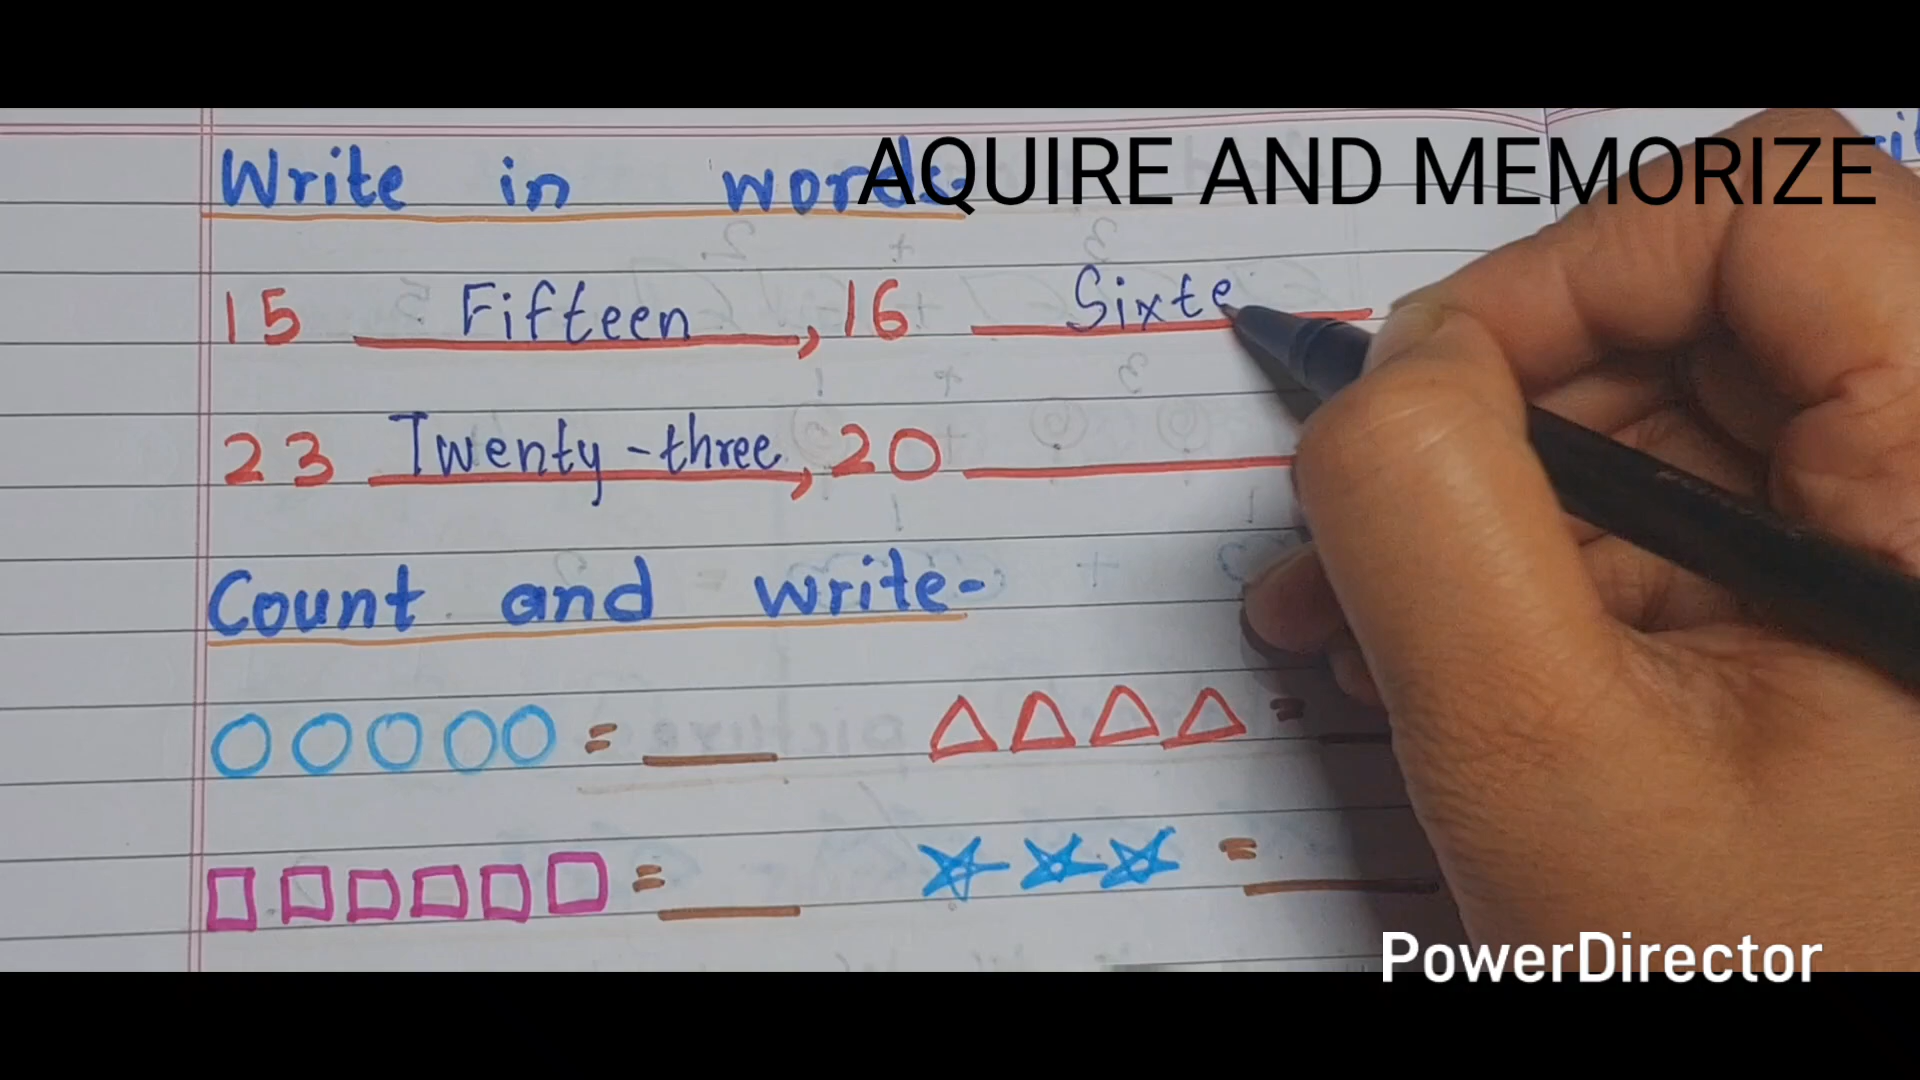 AQUIRE AND MEMORIZE
Write in words-
15 Fifteen, 16 Sixte
23 Twenty-three, 20
Count and write-
=
=
=
=
PowerDirector